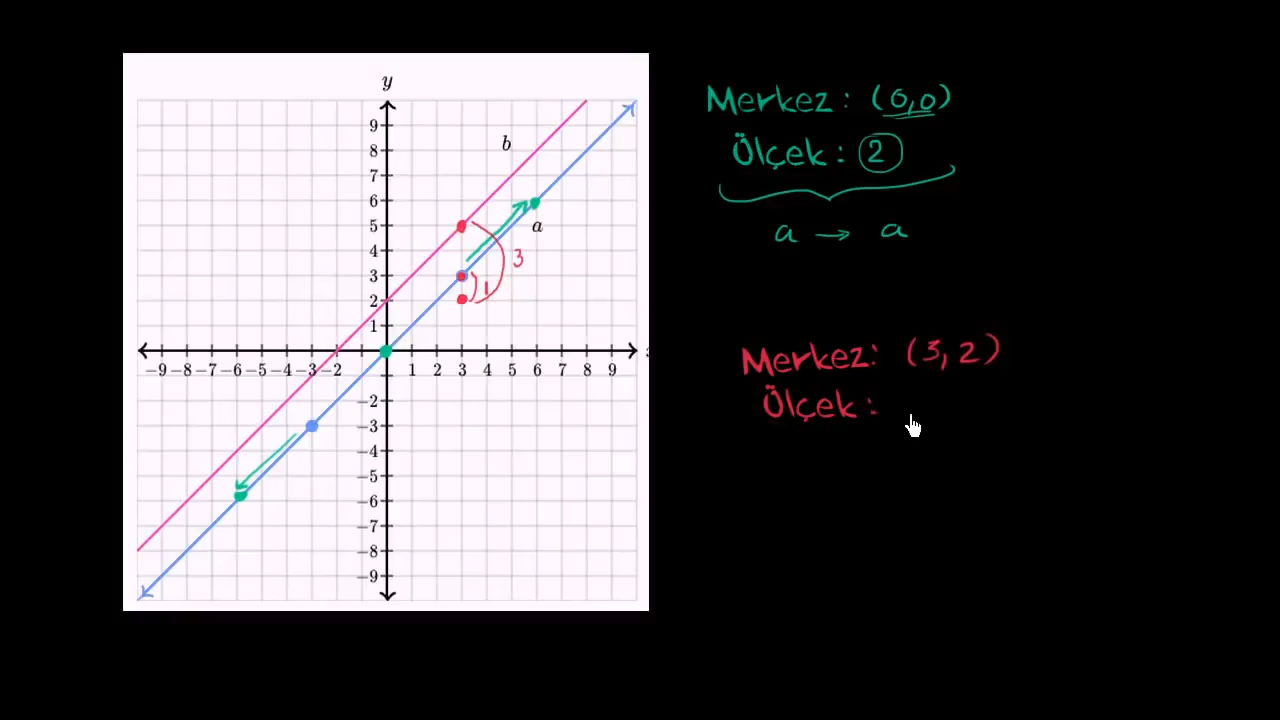 y
9
8
7
6
5
4
3
2
1
−9 −8 −7 −6 −5 −4 −3 −2 1 2 3 4 5 6 7 8 9
−2
−3
−4
−5
−6
−7
−8
−9
b
a
3
1
Merkez: (0,0)
Ölçek: 2
a → a
Merkez: (3,2)
Ölçek: